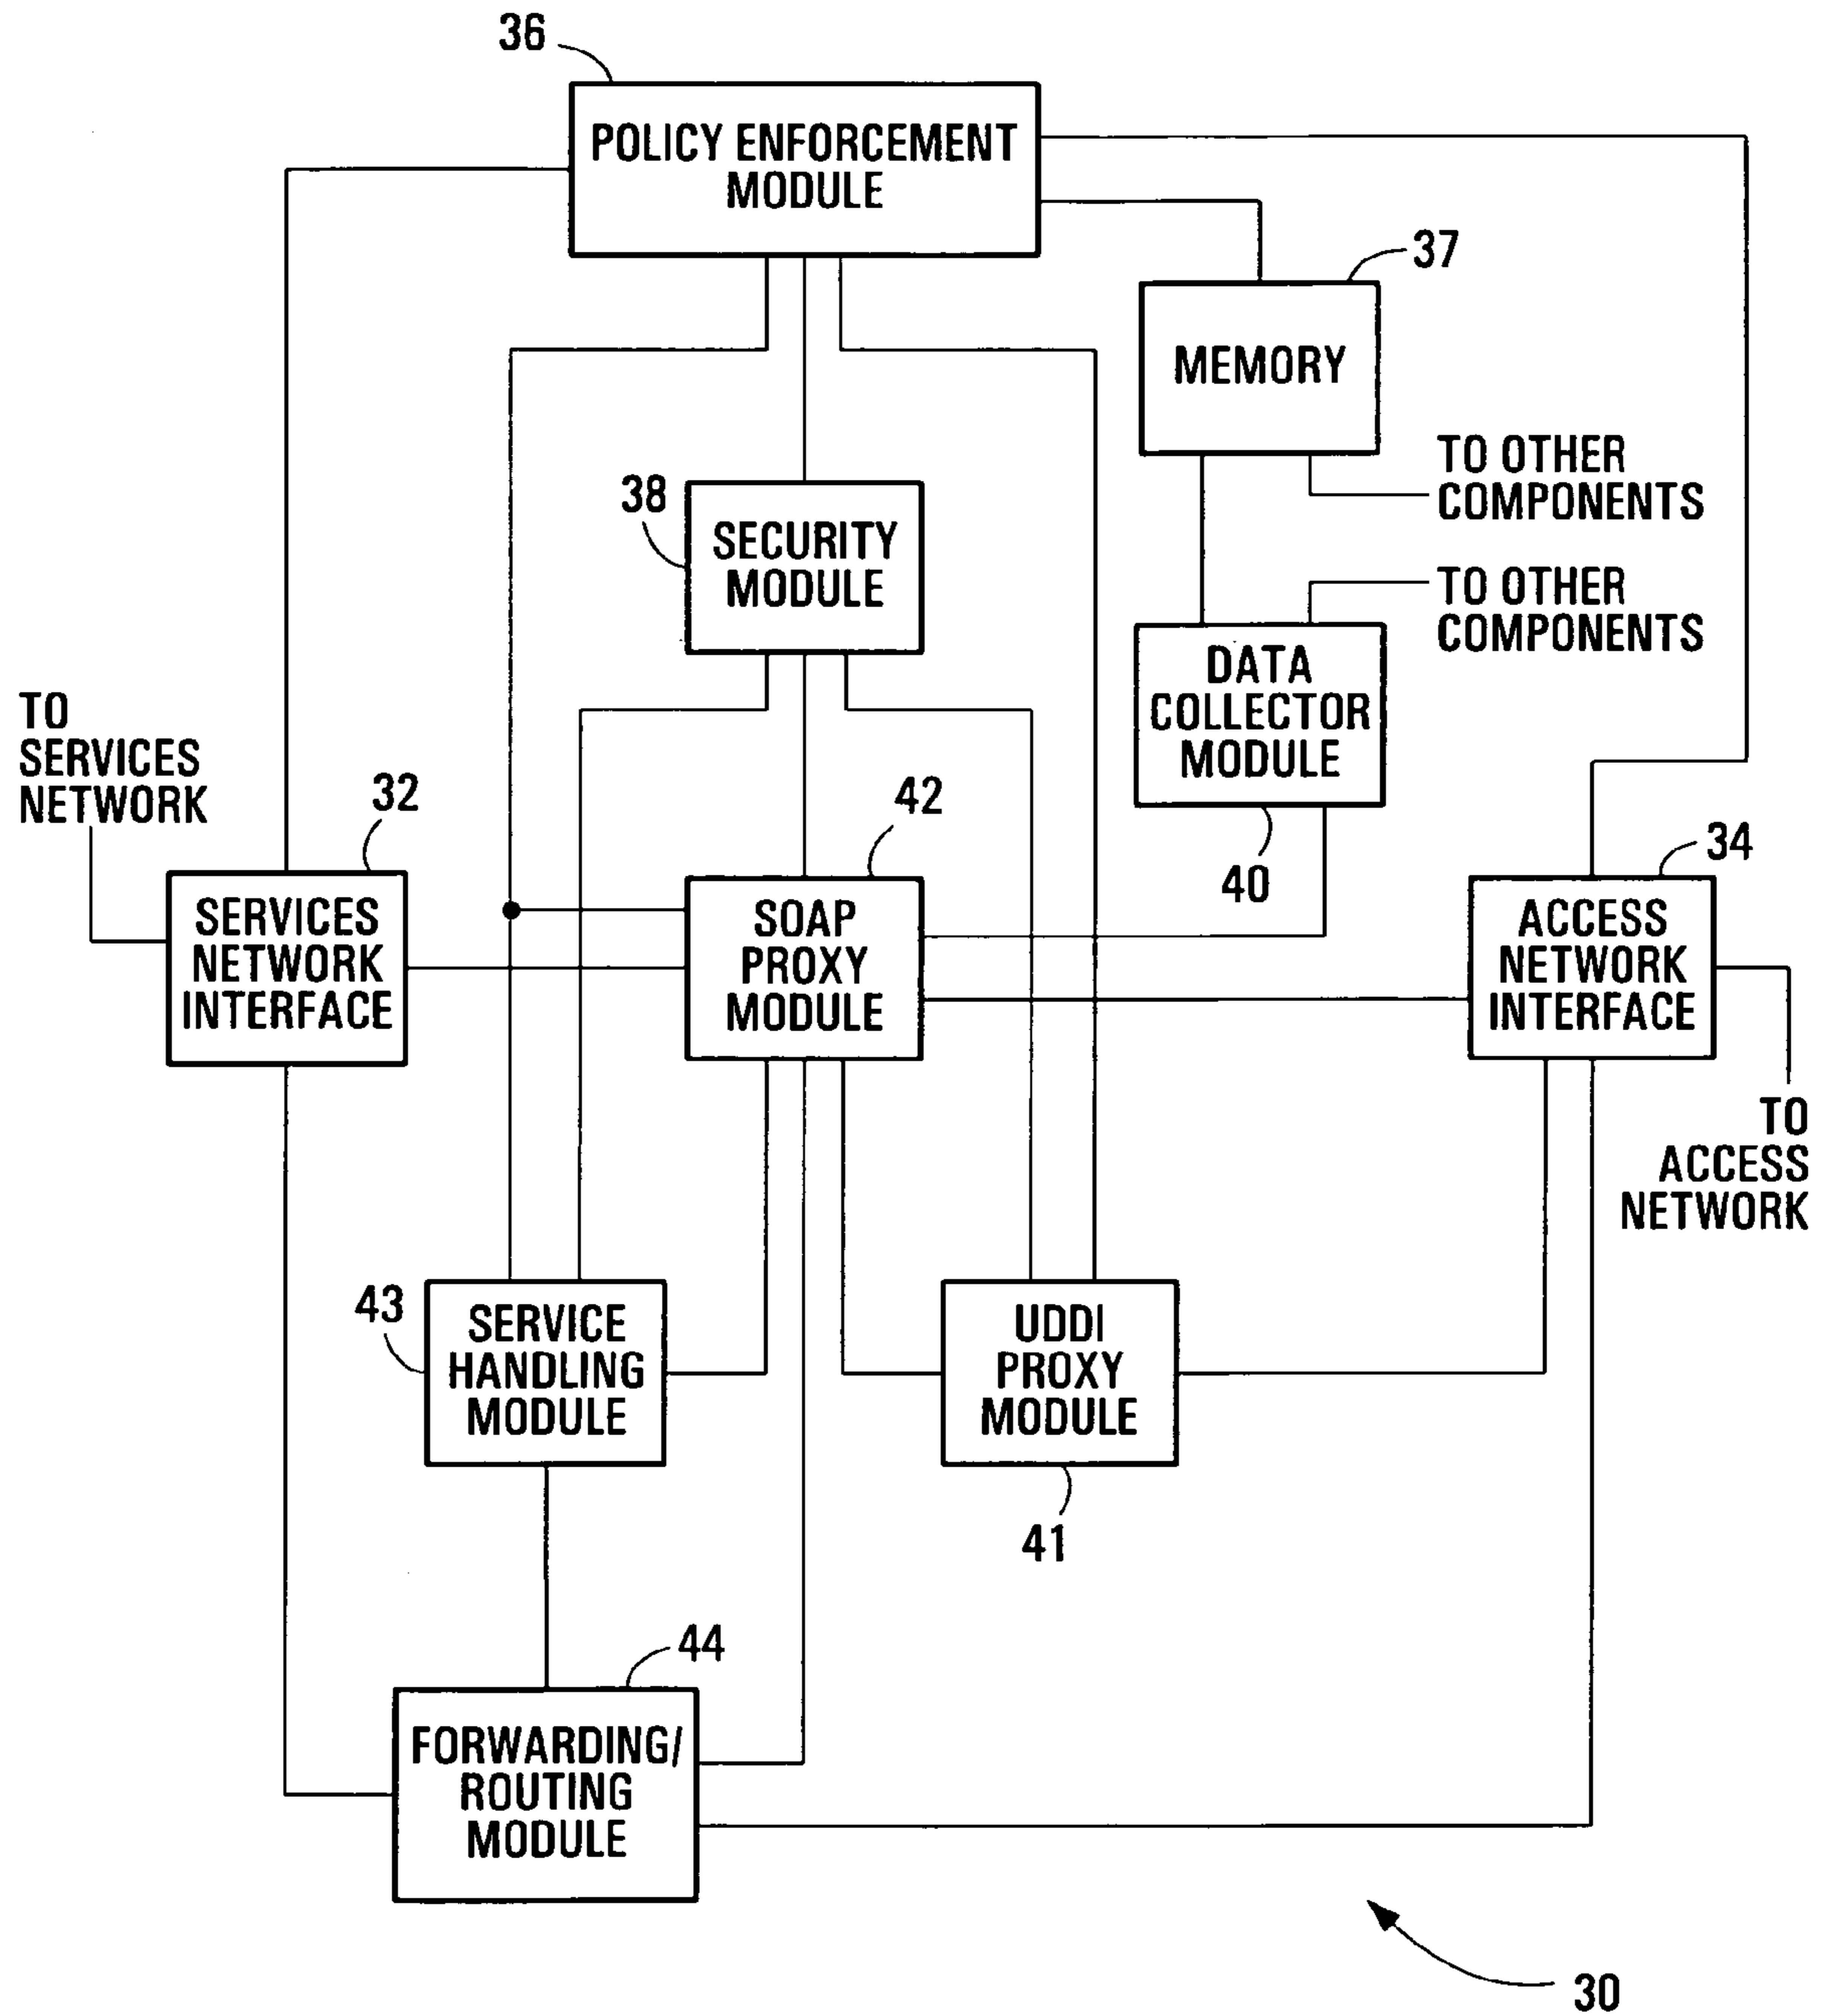 36
POLICY ENFORCEMENT
MODULE
37
MEMORY
TO OTHER
COMPONENTS
38
SECURITY
MODULE
TO OTHER
COMPONENTS
DATA
COLLECTOR
MODULE
40
TO
SERVICES
NETWORK
32
SERVICES
NETWORK
INTERFACE
42
SOAP
PROXY
MODULE
34
ACCESS
NETWORK
INTERFACE
TO
ACCESS
NETWORK
43
SERVICE
HANDLING
MODULE
UDDI
PROXY
MODULE
41
44
FORWARDING/
ROUTING
MODULE
30